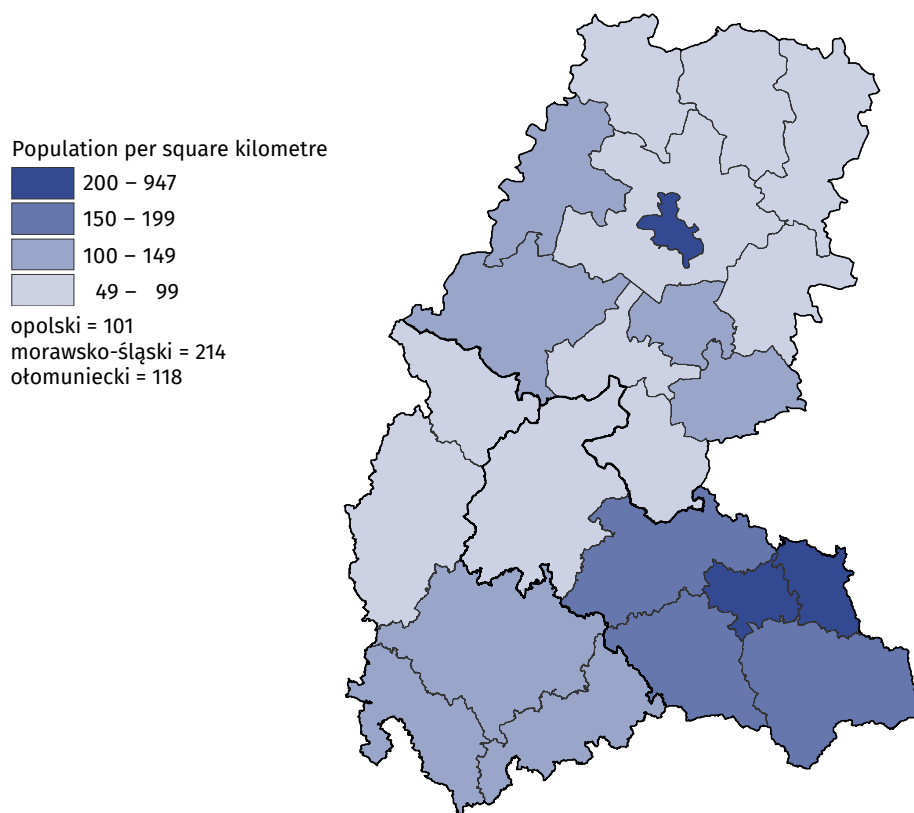 Population per square kilometre
200 – 947
150 – 199
100 – 149
49 – 99
opolski = 101
morawsko-śląski = 214
ołomuniecki = 118